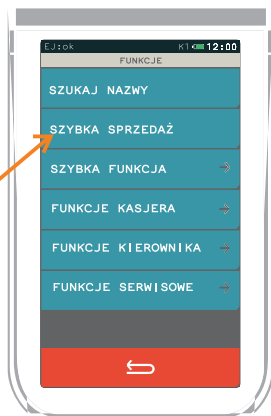 EJ:ok K1 12:00
FUNKCJE
SZUKAJ NAZWY
SZYBKA SPRZEDAŻ
SZYBKA FUNKCJA
FUNKCJE KASJERA
FUNKCJE KIEROWNIKA
FUNKCJE SERWISOWE